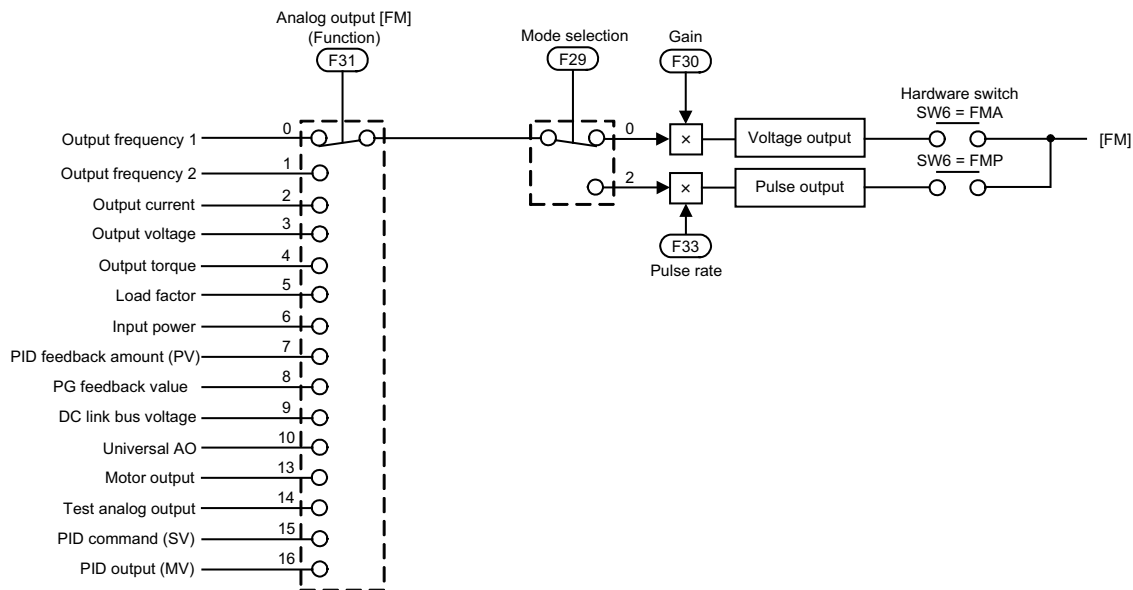 Analog output [FM]
(Function)
F31
Mode selection
F29
Gain
F30
Hardware switch
SW6 = FMA
Output frequency 1
0
0
×
Voltage output
[FM]
SW6 = FMP
Output frequency 2
1
2
×
Pulse output
Output current
2
Output voltage
3
F33
Pulse rate
Output torque
4
Load factor
5
Input power
6
PID feedback amount (PV)
7
PG feedback value
8
DC link bus voltage
9
Universal AO
10
Motor output
13
Test analog output
14
PID command (SV)
15
PID output (MV)
16